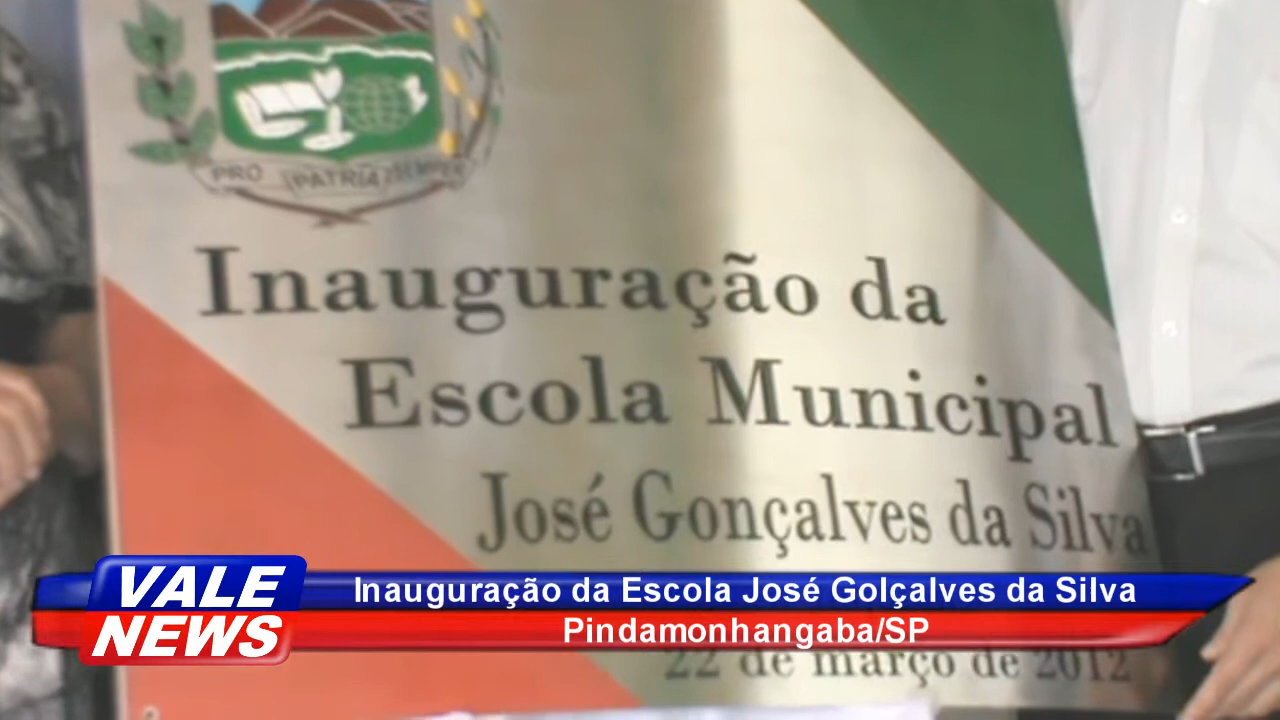 PRO PATRIA SEMPER
Inauguração da
Escola Municipal
José Gonçalves da Silva
VALE
NEWS
Inauguração da Escola José Golçalves da Silva
Pindamonhangaba/SP
22 de março de 2012